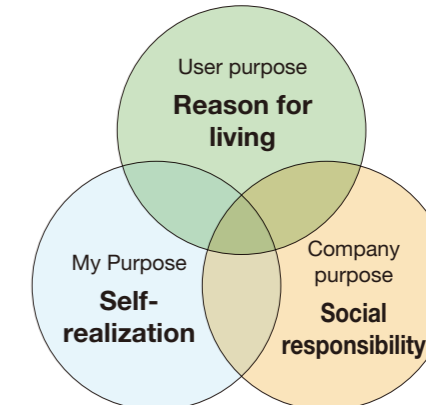 User purpose
Reason for
living
My Purpose
Self-
realization
Company
purpose
Social
responsibility